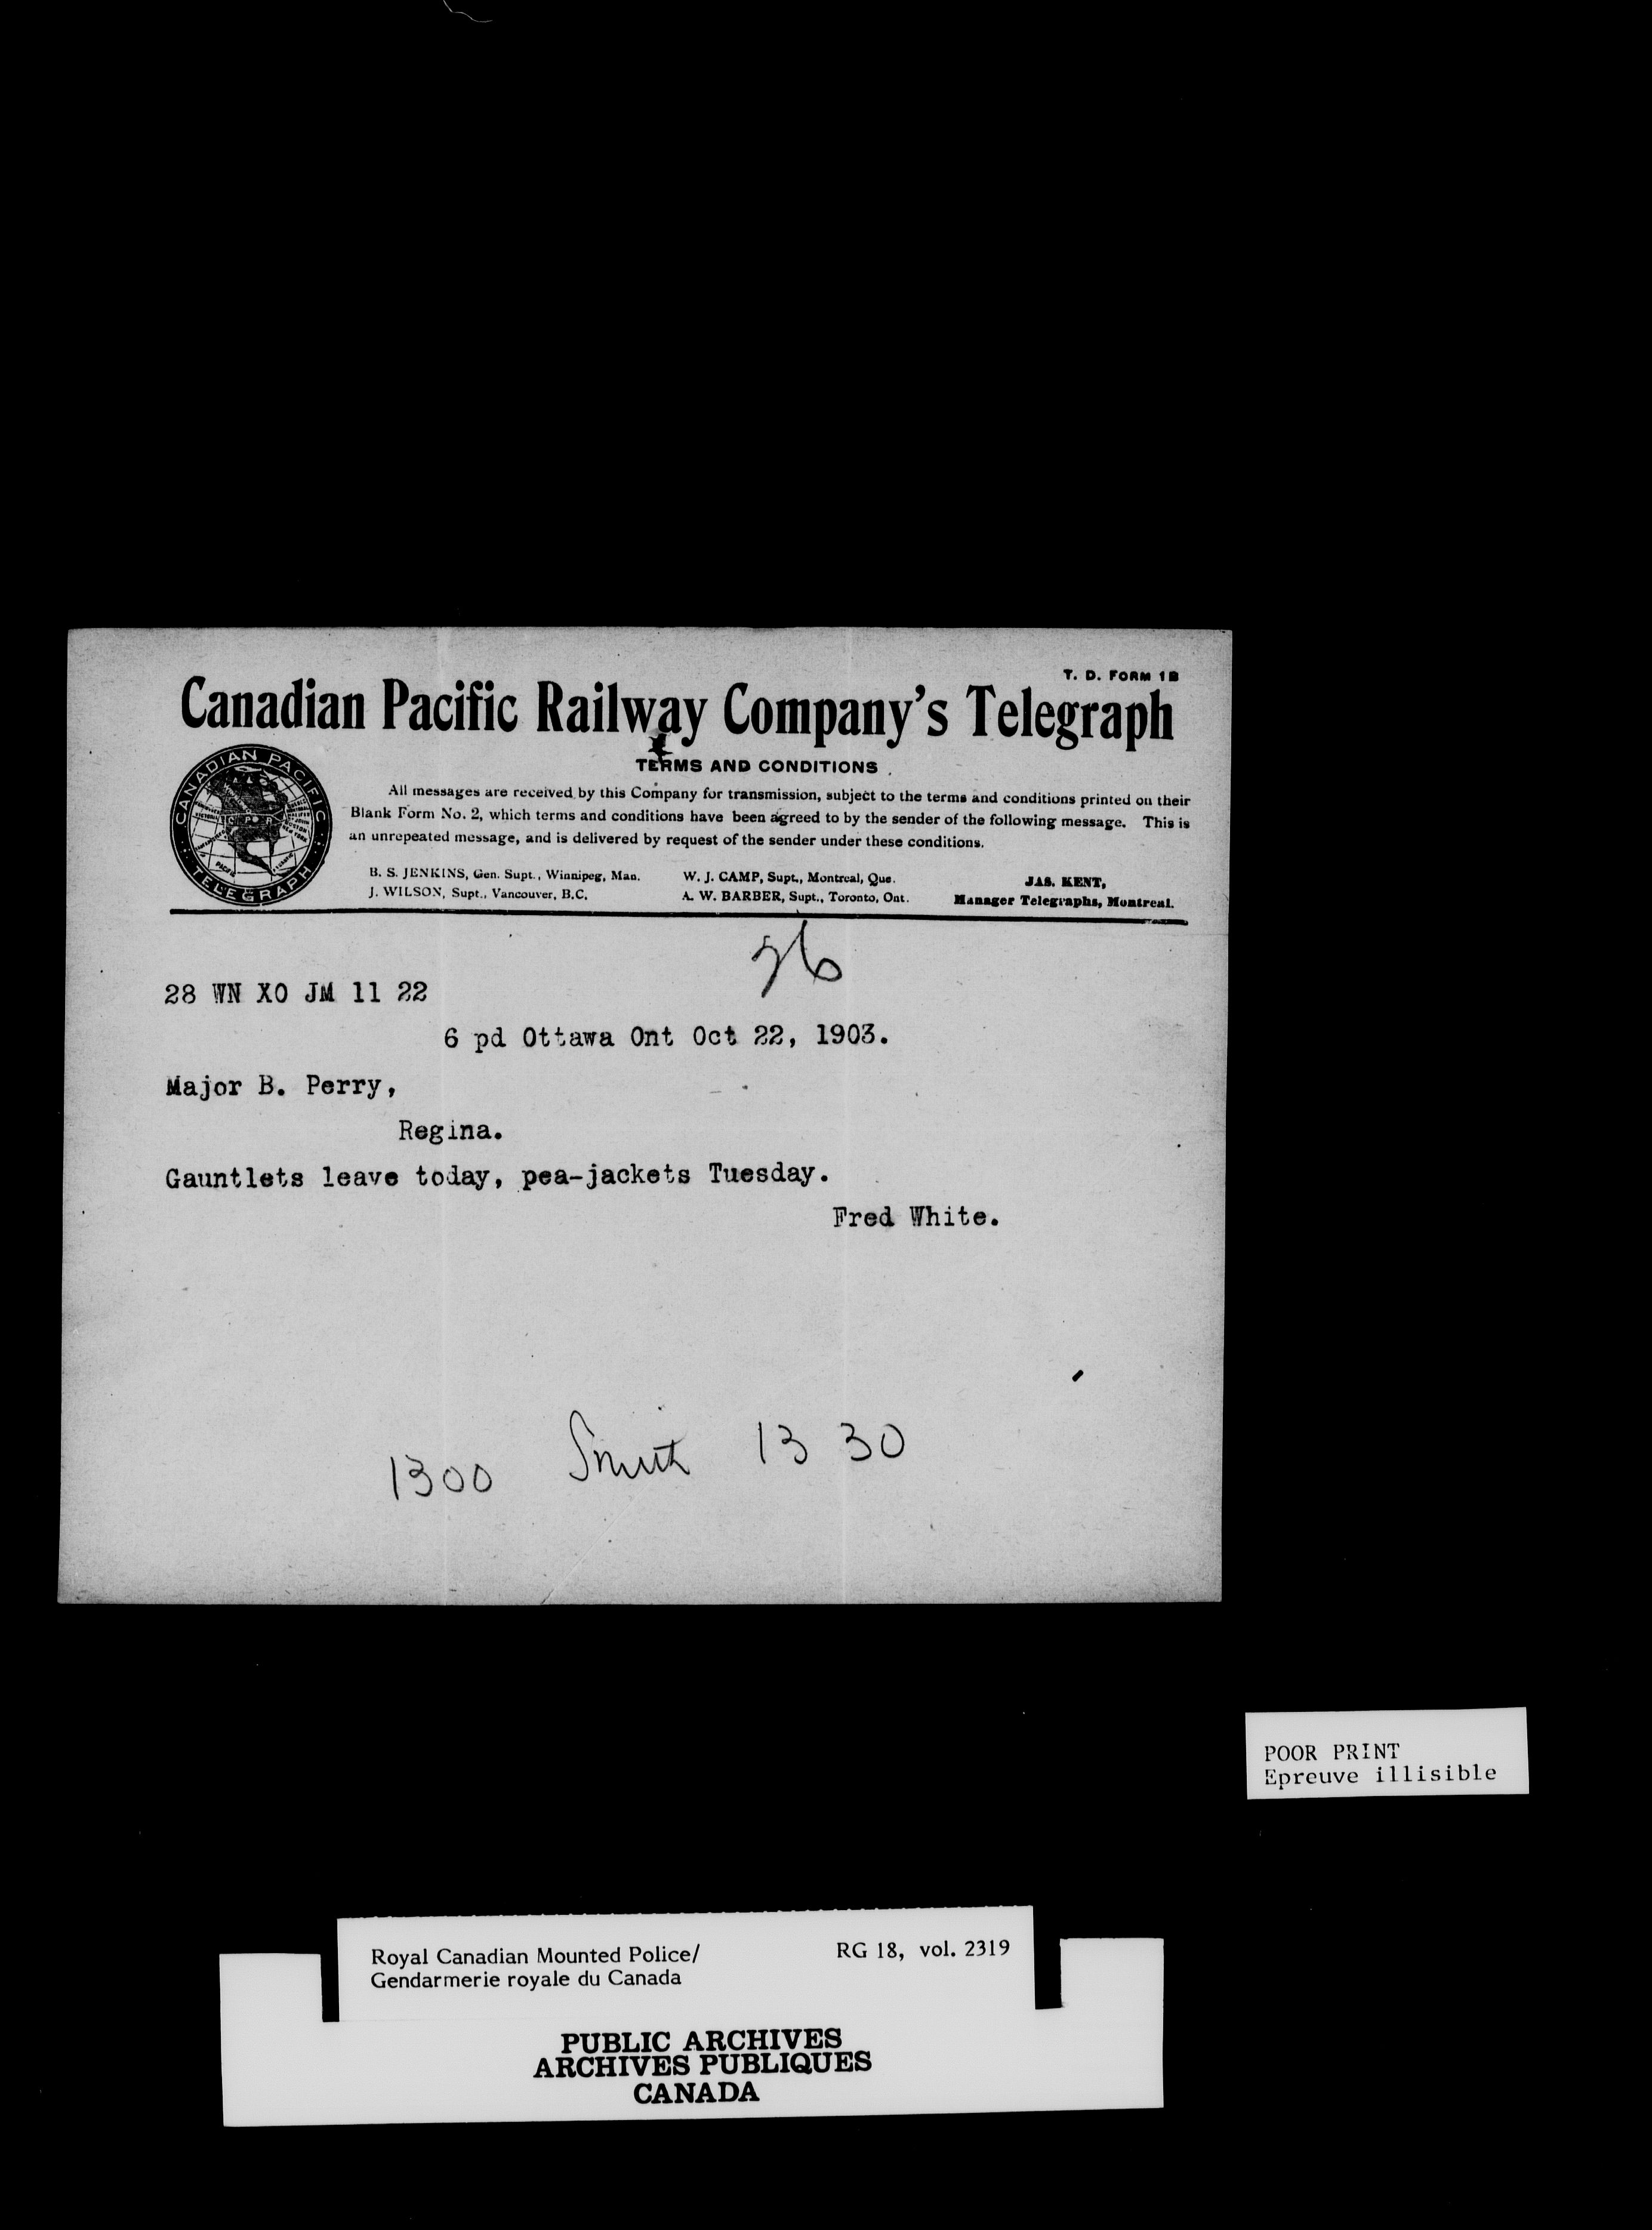 T. D. FORM 1B
Canadian Pacific Railway Company's Telegraph
CANADIAN PACIFIC
TELEGRAPH
TERMS AND CONDITIONS
All messages are received by this Company for transmission, subject to the terms and conditions printed on their
Blank Form No. 2, which terms and conditions have been agreed to by the sender of the following message. This is
an unrepeated message, and is delivered by request of the sender under these conditions.
B. S. JENKINS, Gen. Supt., Winnipeg, Man. W. J. CAMP, Supt., Montreal, Que. JAS. KENT,
J. WILSON, Supt., Vancouver, B.C. A. W. BARBER, Supt., Toronto, Ont. Manager Telegraphs, Montreal.
26
28 WN XO JM 11 22
6 pd Ottawa Ont Oct 22, 1903.
Major B. Perry,
Regina.
Gauntlets leave today, pea-jackets Tuesday.
Fred White.
1300 Smith 13 30
POOR PRINT
Epreuve illisible
Royal Canadian Mounted Police/ RG 18, vol. 2319
Gendarmerie royale du Canada
PUBLIC ARCHIVES
ARCHIVES PUBLIQUES
CANADA